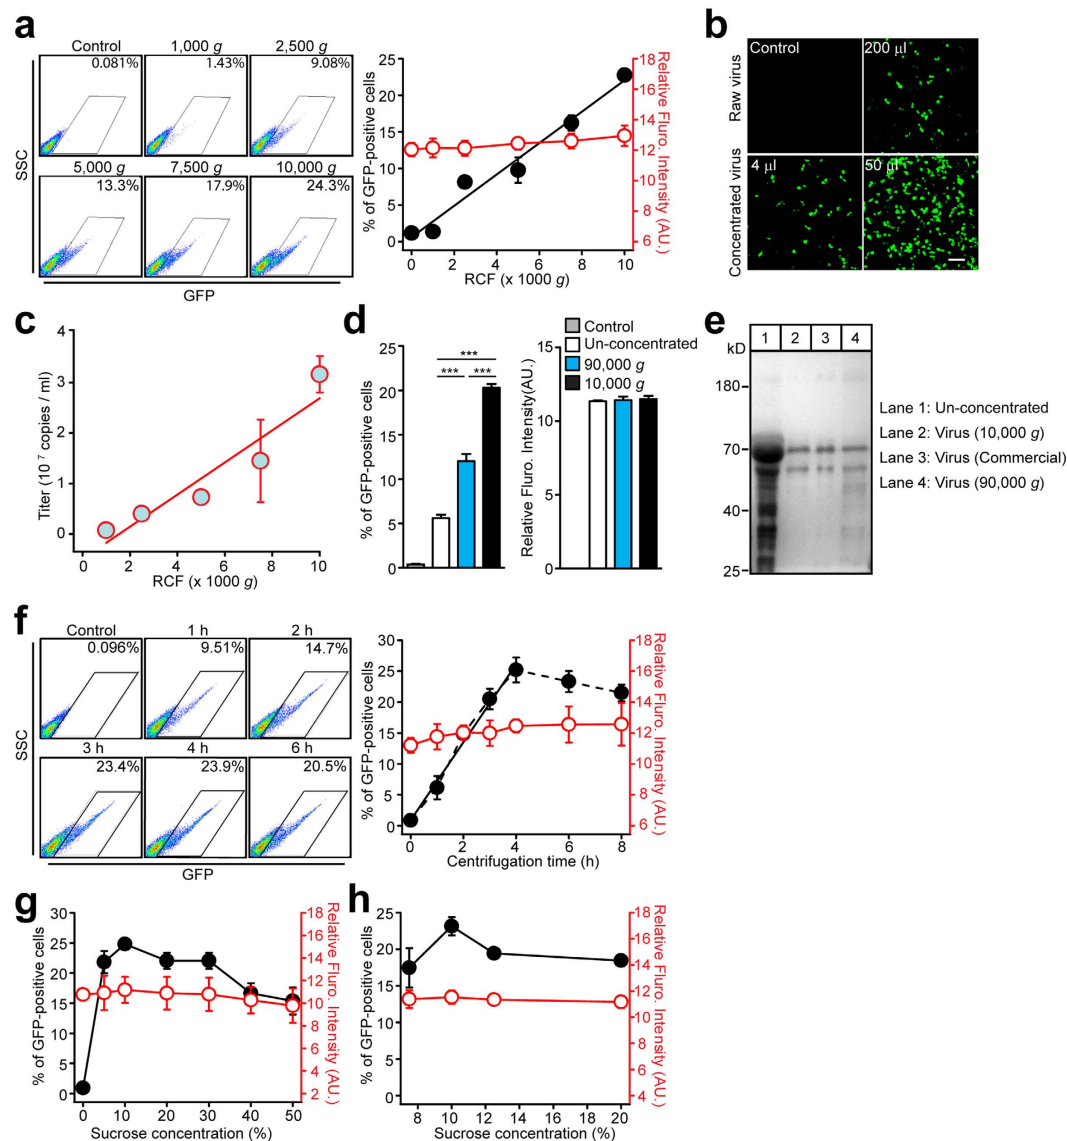 a
Control 1,000 g 2,500 g
0.081% 1.43% 9.08%
5,000 g 7,500 g 10,000 g
13.3% 17.9% 24.3%
SSC
GFP
% of GFP-positive cells
25
20
15
10
5
0
0 2 4 6 8 10
RCF (x 1000 g)
18
16
14
12
10
8
6
Relative Fluro. Intensity (AU.)
b
Raw virus
Control 200 µl
Concentrated virus
4 µl 50 µl
c
Titer (10 7 copies / ml)
4
3
2
1
0
0 2 4 6 8 10
RCF (x 1000 g)
d
Control
Un-concentrated
90,000 g
10,000 g
% of GFP-positive cells
25
20
15
10
5
0
***
*** ***
Relative Fluro. Intensity(AU.)
15
10
5
0
e
kD 1 2 3 4
180
70
40
25
Lane 1: Un-concentrated
Lane 2: Virus (10,000 g)
Lane 3: Virus (Commercial)
Lane 4: Virus (90,000 g)
f
Control 1 h 2 h
0.096% 9.51% 14.7%
3 h 4 h 6 h
23.4% 23.9% 20.5%
SSC
GFP
% of GFP-positive cells
30
25
20
15
10
5
0
0 2 4 6 8
Centrifugation time (h)
18
16
14
12
10
8
6
Relative Fluro. Intensity (AU.)
g
% of GFP-positive cells
30
25
20
15
10
5
0
0 10 20 30 40 50
Sucrose concentration (%)
18
16
14
12
10
8
6
4
2
Relative Fluro. Intensity (AU.)
h
% of GFP-positive cells
25
20
15
10
5
0
8 10 12 14 16 18 20
Sucrose concentration (%)
18
16
14
12
10
8
6
4
Relative Fluro. Intensity (AU.)